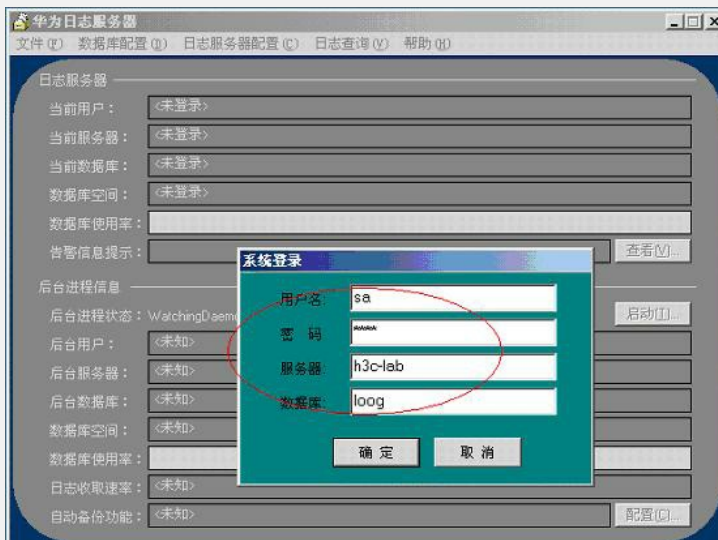 华为日志服务器
文件(F) 数据库配置(D) 日志服务器配置(C) 日志查询(V) 帮助(H)
日志服务器
当前用户： <未登录>
当前服务器： <未登录>
当前数据库： <未登录>
数据库空间： <未登录>
数据库使用率：
告警信息提示： 查看(V)...
后台进程信息
后台进程状态： WatchingDaemo 启动(T)...
后台用户： <未知>
后台服务器： <未知>
后台数据库： <未知>
数据库空间： <未知>
数据库使用率：
日志收取速率： <未知>
自动备份功能： <未知> 配置(C)...
系统登录
用户名: sa
密 码 ****
服务器: h3c-lab
数据库: loog
确 定 取 消